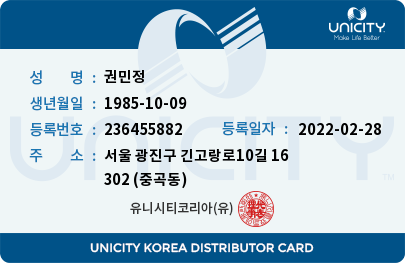 UNICITY
Make Life Better
성 명 : 권민정
생년월일 : 1985-10-09
등록번호 : 236455882 등록일자 : 2022-02-28
주 소 : 서울 광진구 긴고랑로10길 16
302 (중곡동)
UNICITY
TM
유니시티코리아(유)
UNICITY KOREA DISTRIBUTOR CARD